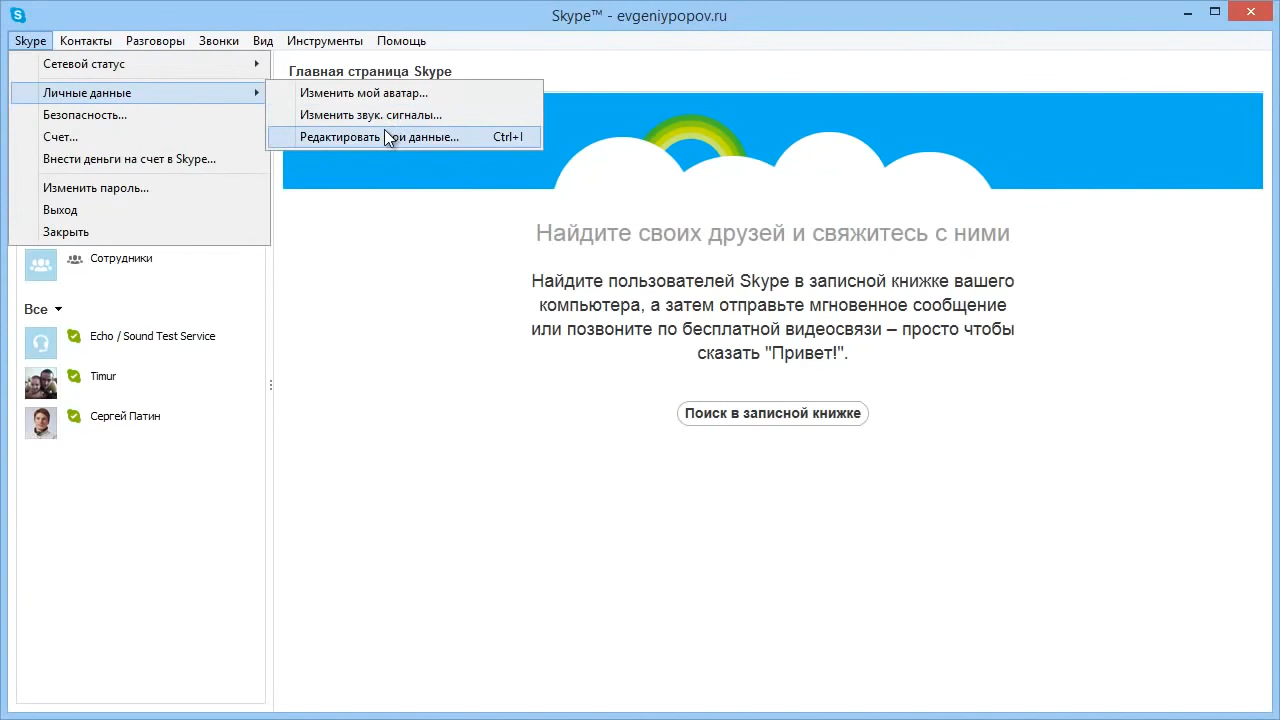 Skype™ - evgeniypopov.ru
Skype Контакты Разговоры Звонки Вид Инструменты Помощь
Сетевой статус
Личные данные
Безопасность...
Счет...
Внести деньги на счет в Skype...
Изменить пароль...
Выход
Закрыть
Изменить мой аватар...
Изменить звук. сигналы...
Редактировать данные... Ctrl+I
Сотрудники
Все
Echo / Sound Test Service
Timur
Сергей Патин
Главная страница Skype
Найдите своих друзей и свяжитесь с ними
Найдите пользователей Skype в записной книжке вашего
компьютера, а затем отправьте мгновенное сообщение
или позвоните по бесплатной видеосвязи – просто чтобы
сказать "Привет!".
Поиск в записной книжке